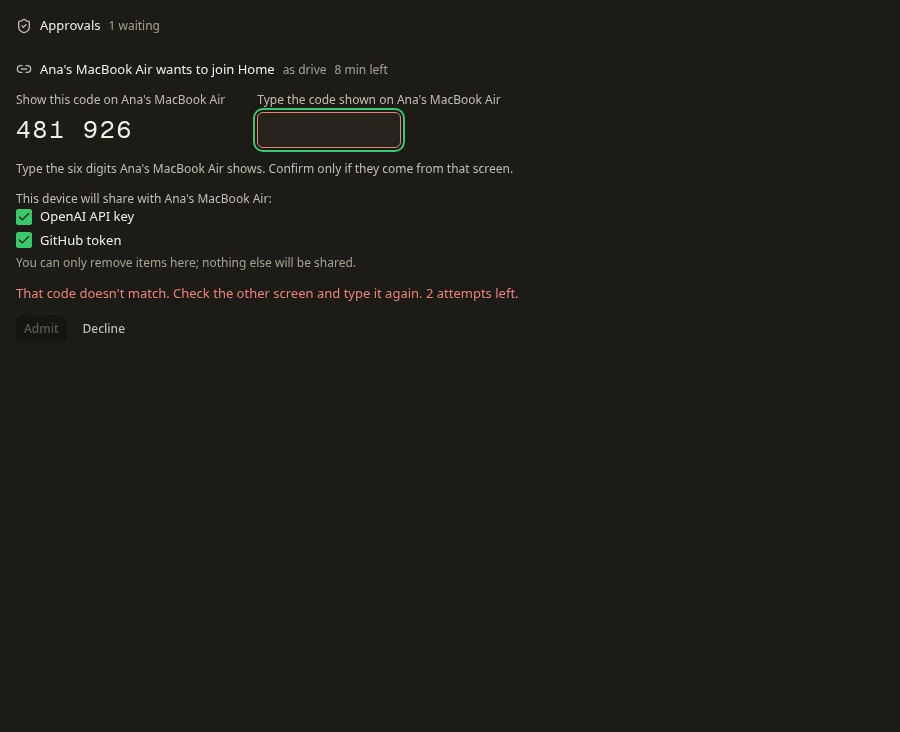 Approvals 1 waiting
Ana's MacBook Air wants to join Home as drive 8 min left
Show this code on Ana's MacBook Air
Type the code shown on Ana's MacBook Air
481 926
Type the six digits Ana's MacBook Air shows. Confirm only if they come from that screen.
This device will share with Ana's MacBook Air:
OpenAI API key
GitHub token
You can only remove items here; nothing else will be shared.
That code doesn't match. Check the other screen and type it again. 2 attempts left.
Admit Decline